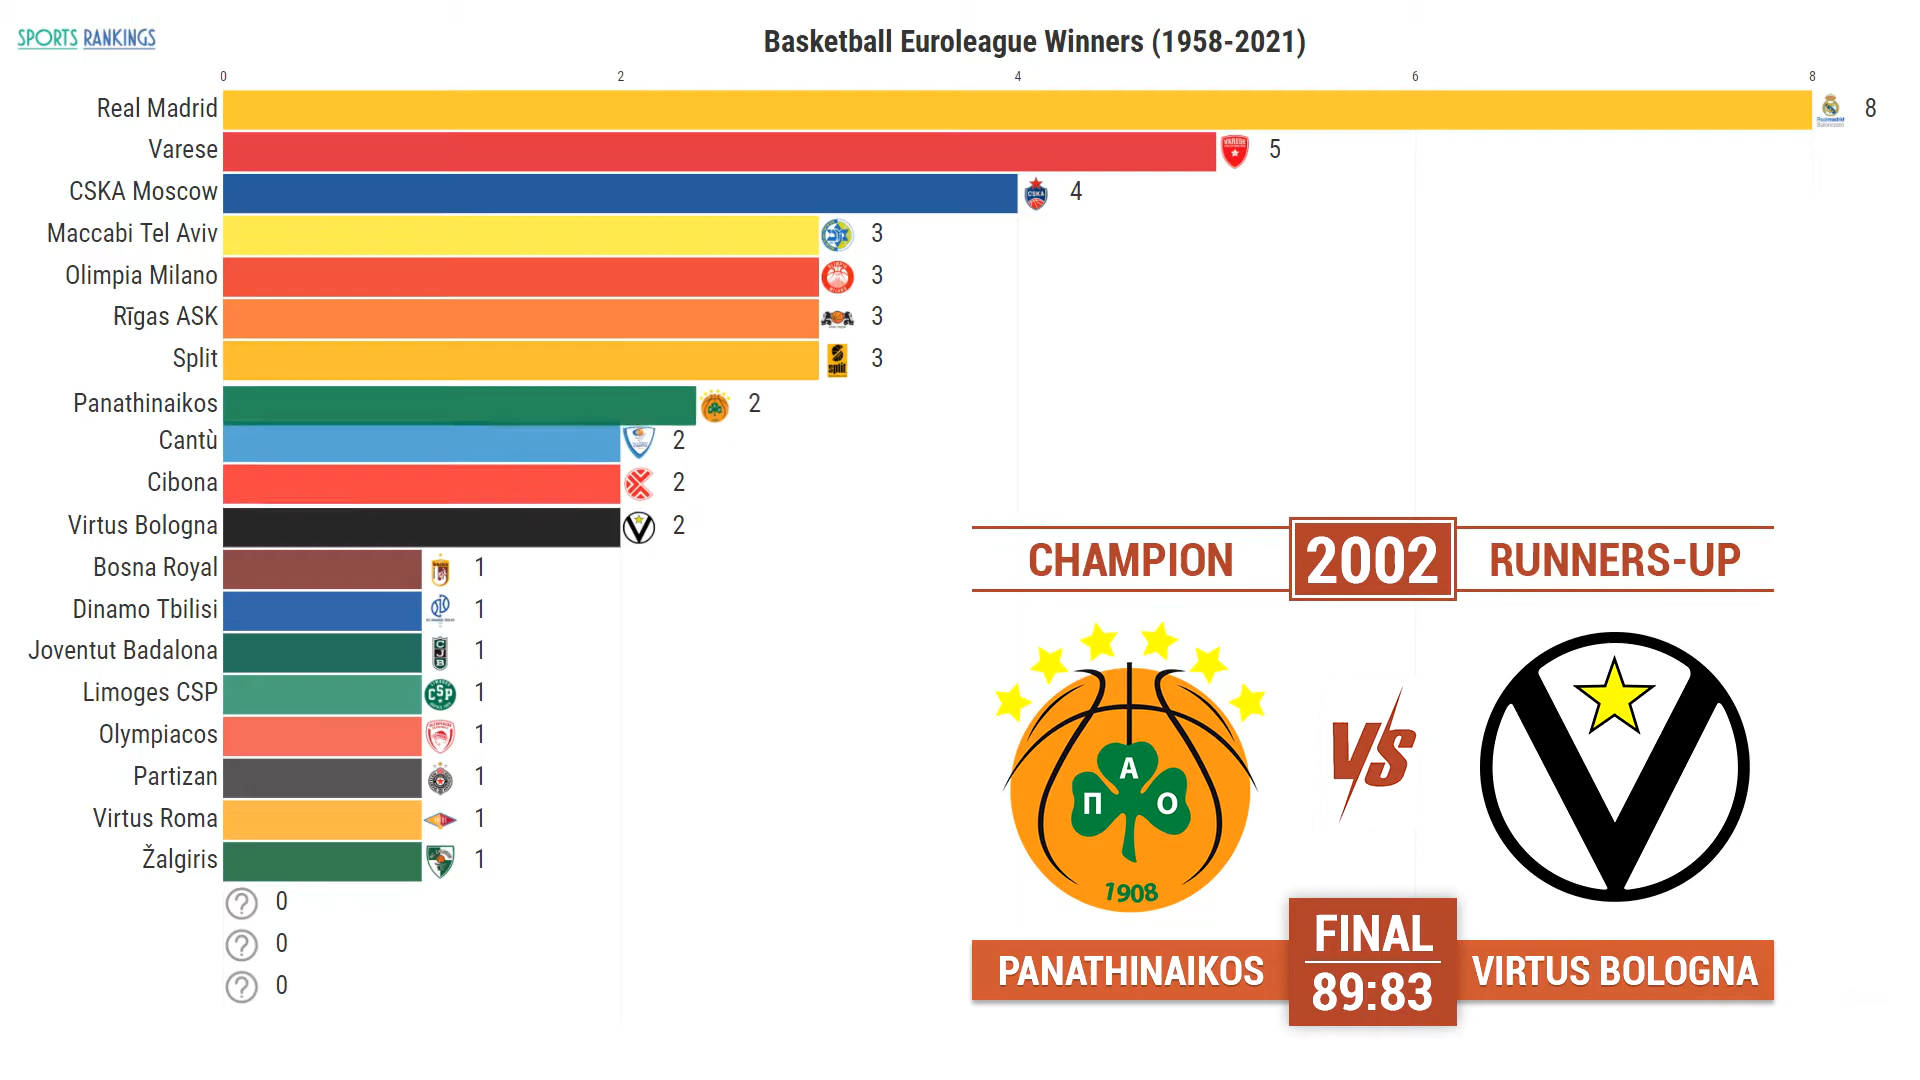 SPORTS RANKINGS
Basketball Euroleague Winners (1958-2021)
0 2 4 6 8
Real Madrid 8
Varese 5
CSKA Moscow CSKA 4
Maccabi Tel Aviv 3
Olimpia Milano 3
Rīgas ASK 3
Split split 3
Panathinaikos 2
Cantù 2
Cibona 2
Virtus Bologna 2
Bosna Royal 1
Dinamo Tbilisi 1
Joventut Badalona CJB 1
Limoges CSP CSP 1
Olympiacos 1
Partizan 1
Virtus Roma 1
Žalgiris 1
? 0
? 0
? 0
CHAMPION 2002 RUNNERS-UP
Π Α Ο
1908
VS
V
FINAL
PANATHINAIKOS 89:83 VIRTUS BOLOGNA